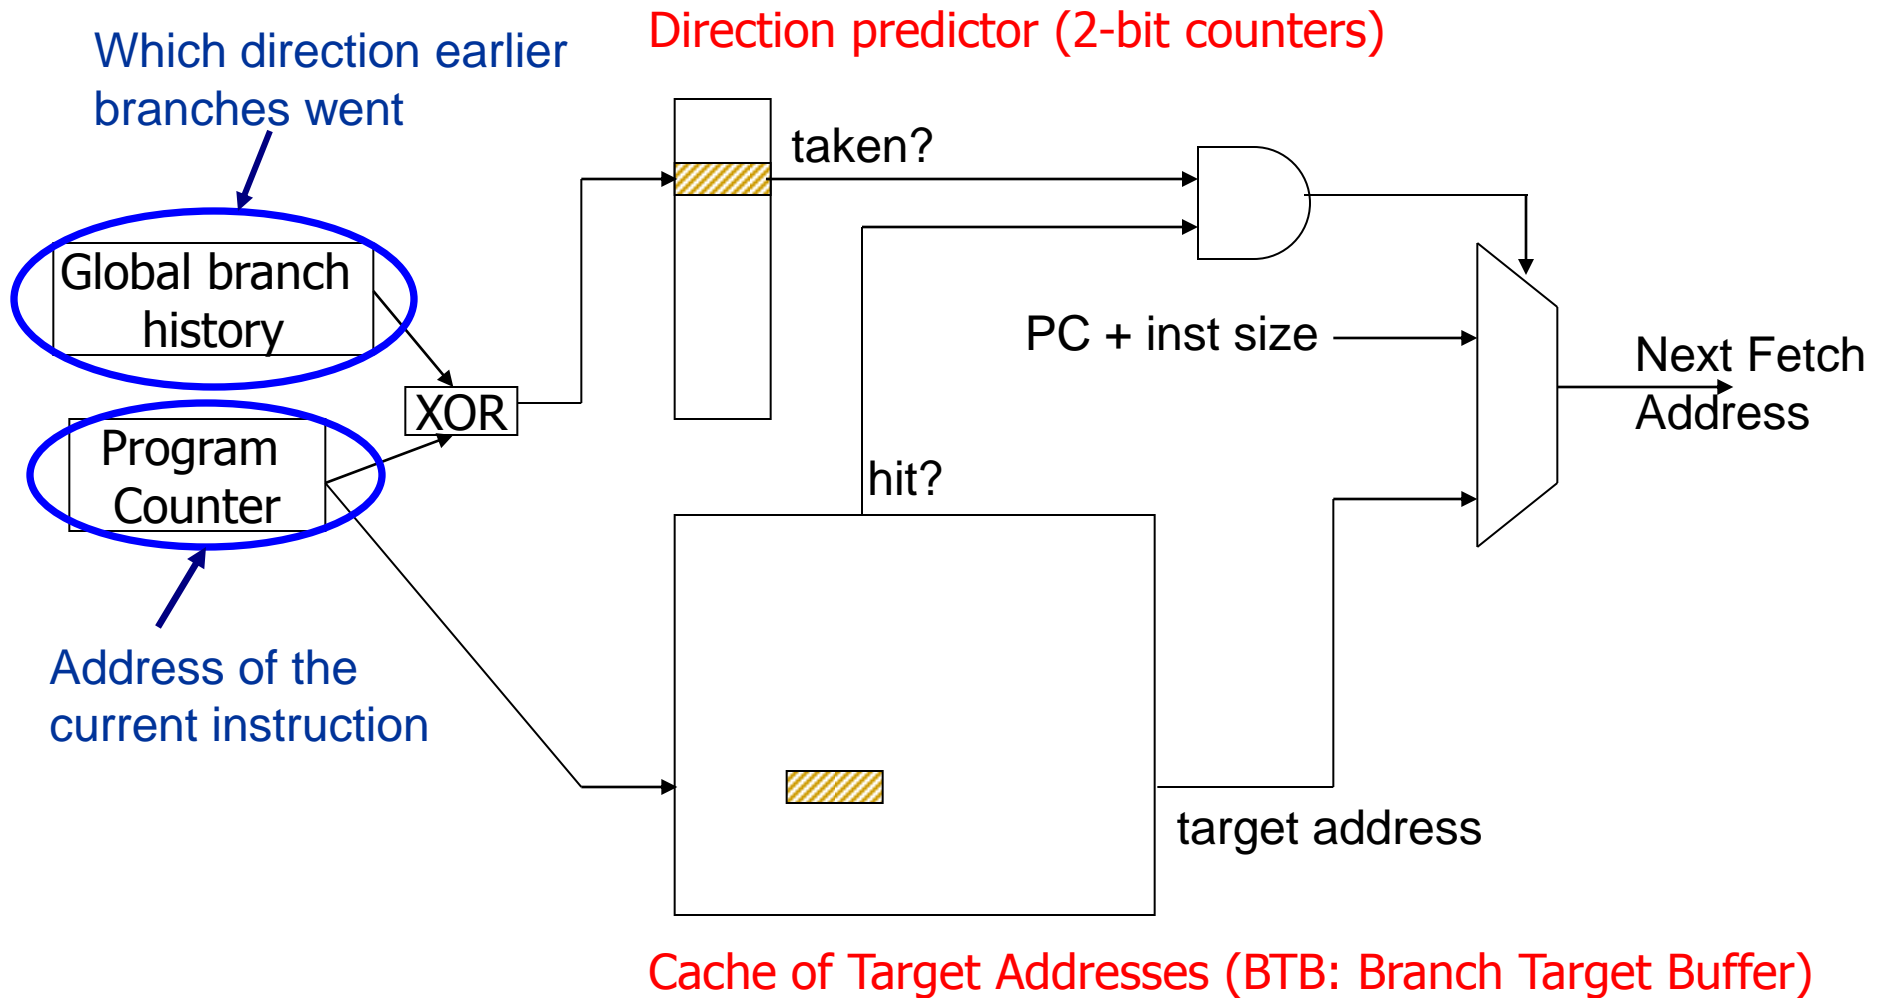 Direction predictor (2-bit counters)
Which direction earlier
branches went
taken?
Global branch
history
PC + inst size
Next Fetch
Address
XOR
Program
Counter
hit?
Address of the
current instruction
target address
Cache of Target Addresses (BTB: Branch Target Buffer)